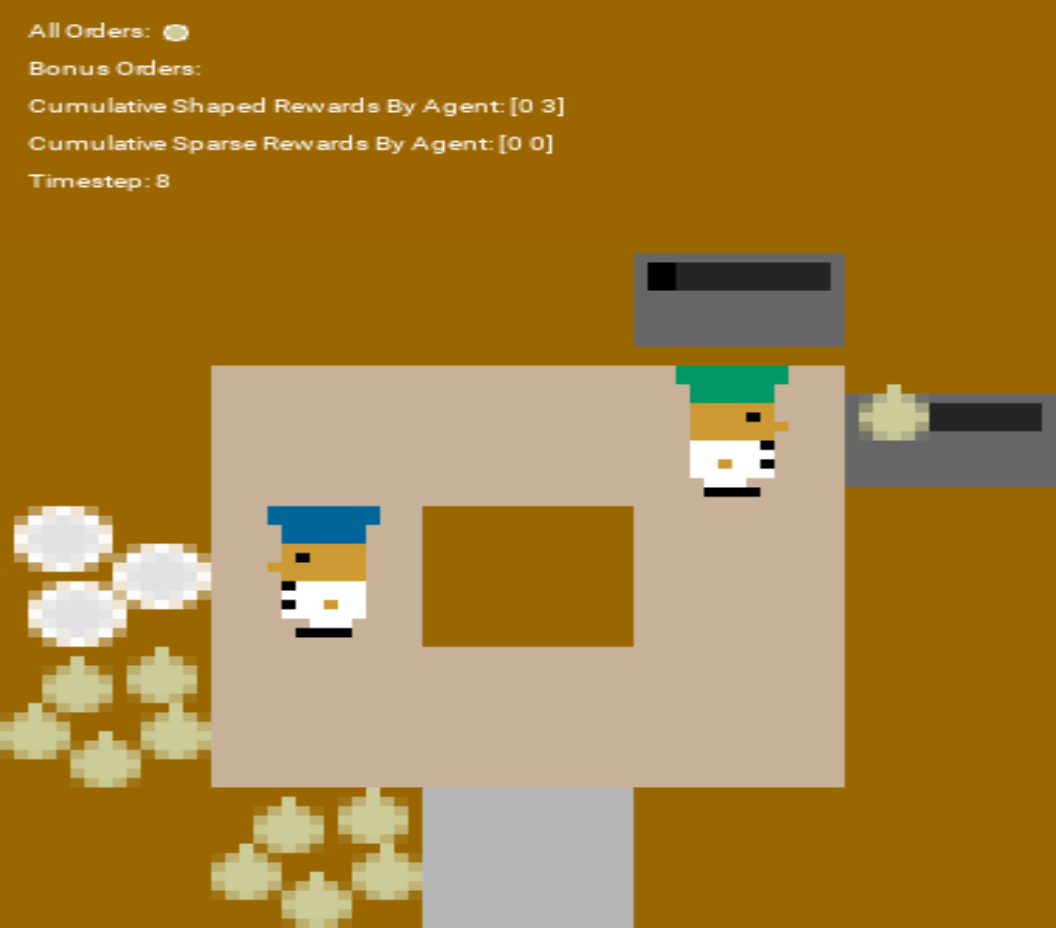 All Orders:
Bonus Orders:
Cumulative Shaped Rewards By Agent: [0 3]
Cumulative Sparse Rewards By Agent: [0 0]
Timestep: 8